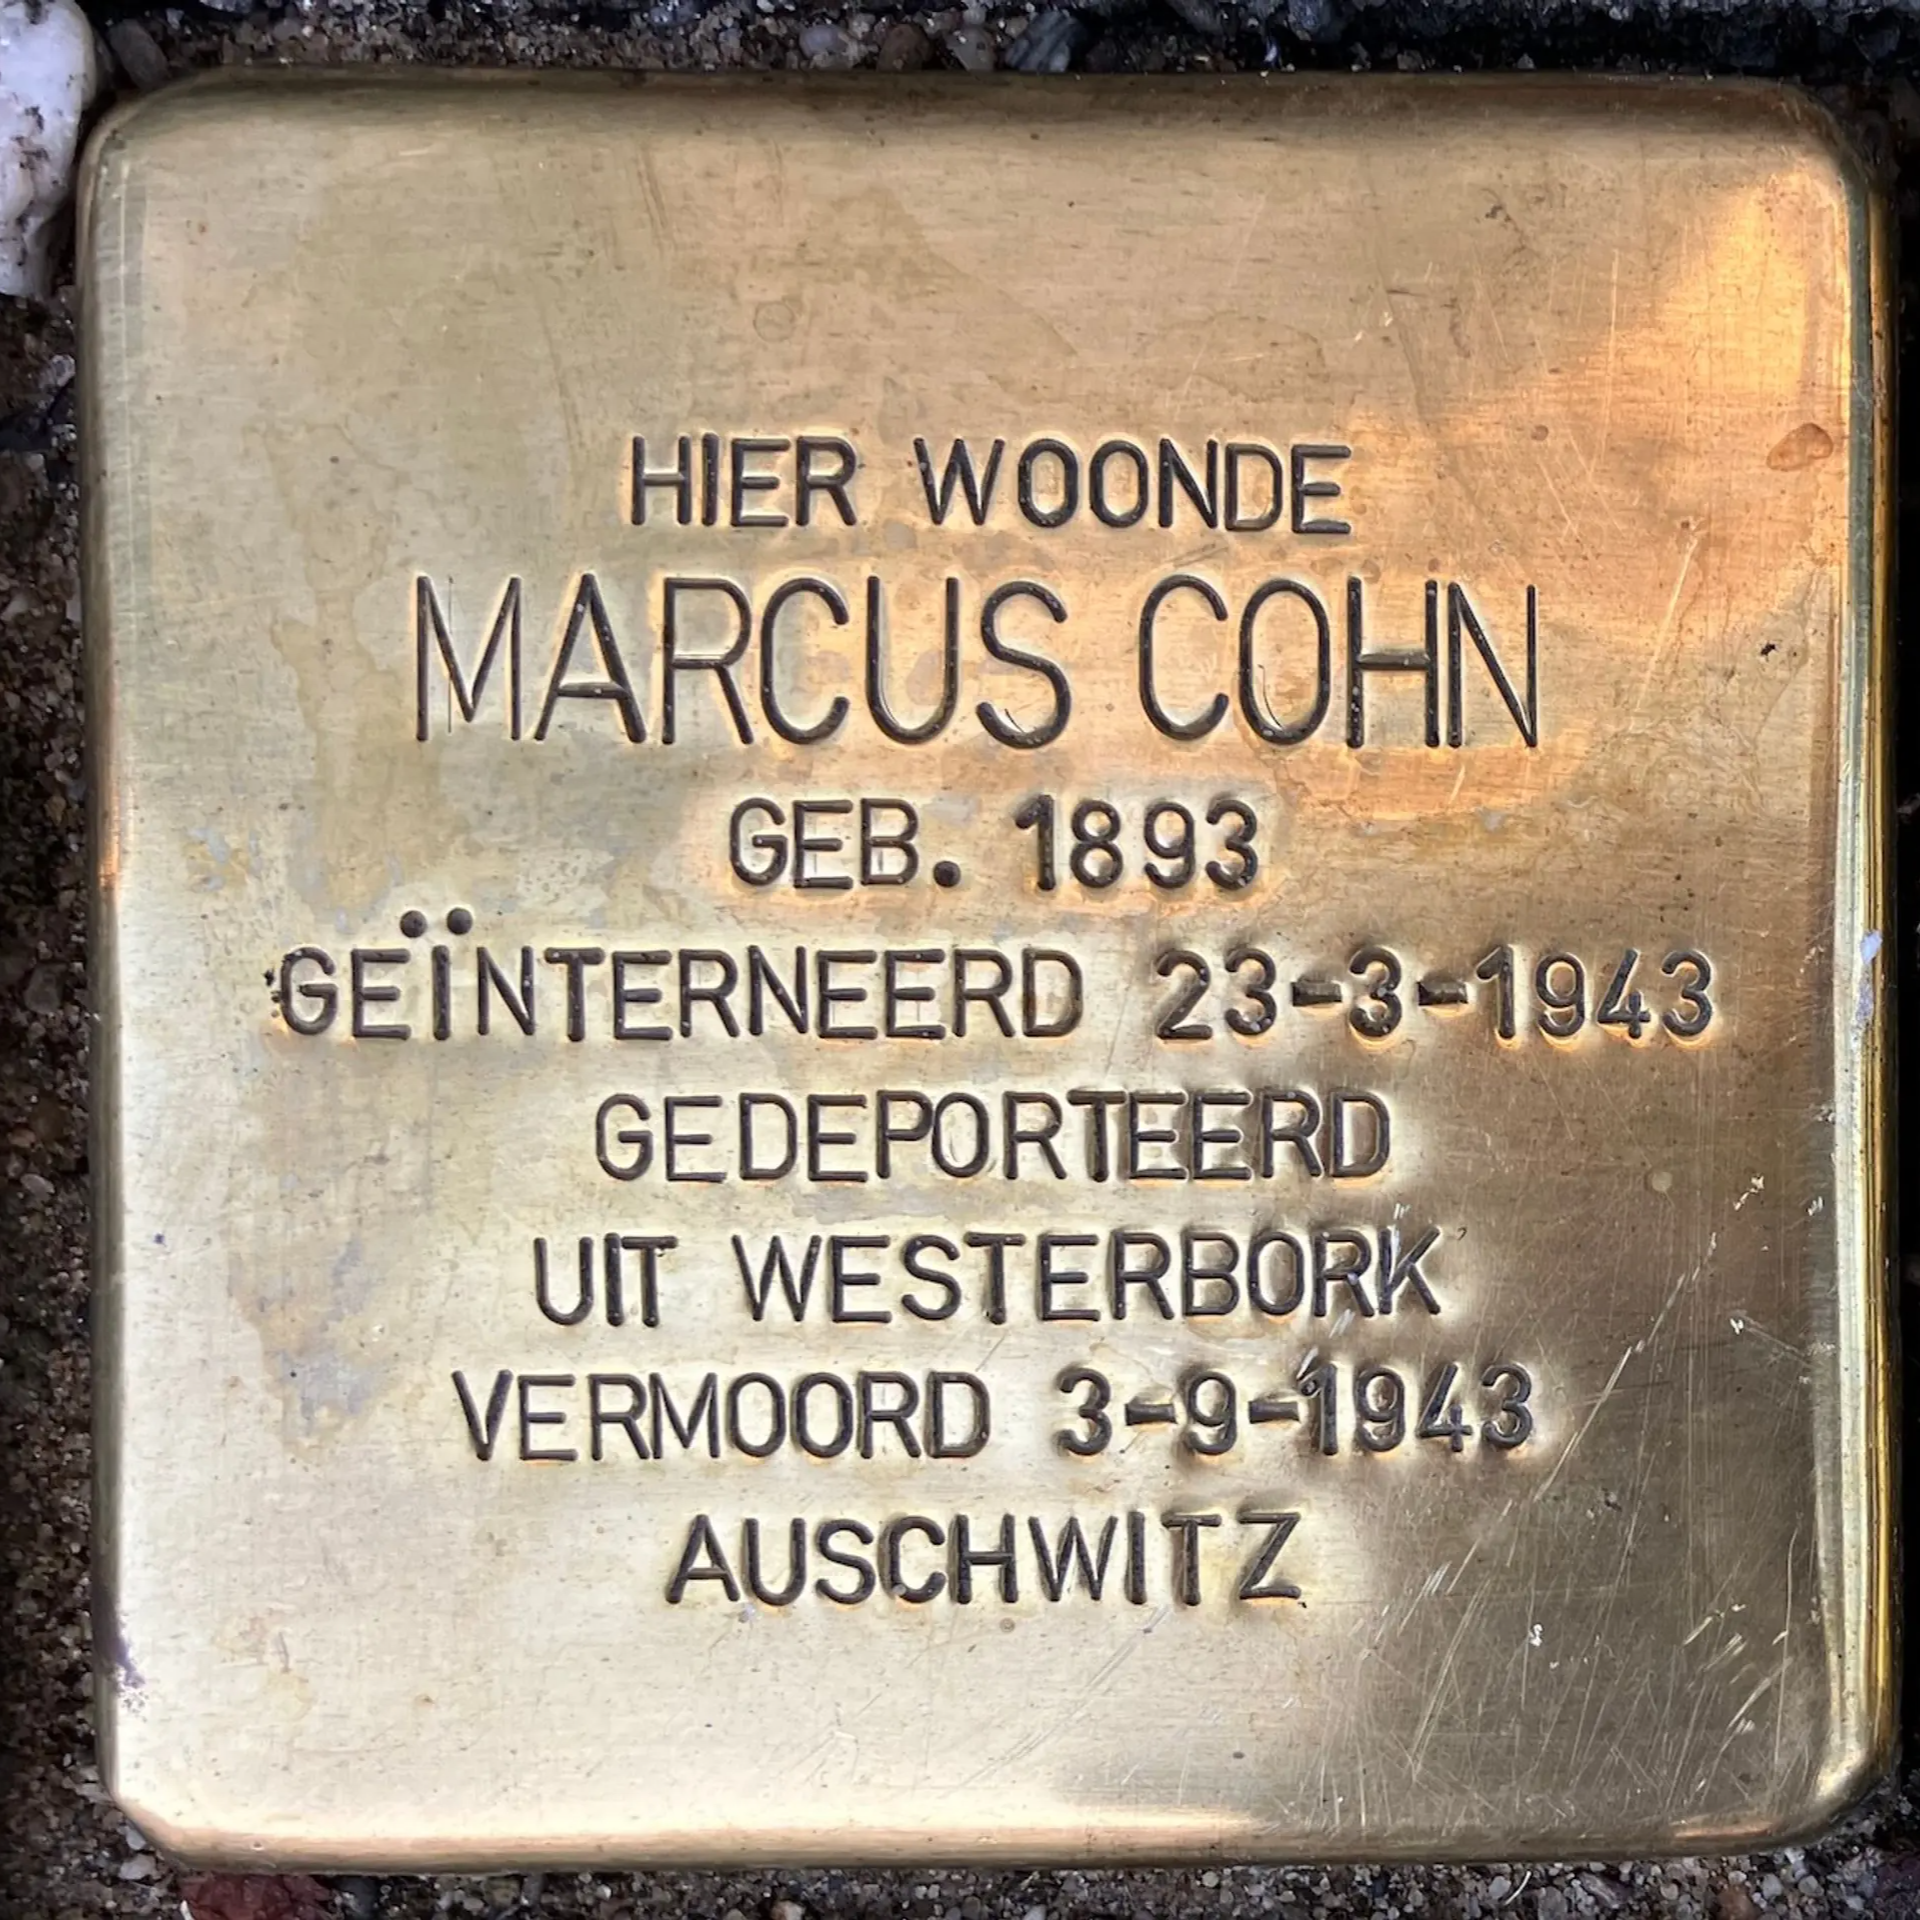 HIER WOONDE
MARCUS COHN
GEB. 1893
GEÏNTERNEERD 23-3-1943
GEDEPORTEERD
UIT WESTERBORK
VERMOORD 3-9-1943
AUSCHWITZ